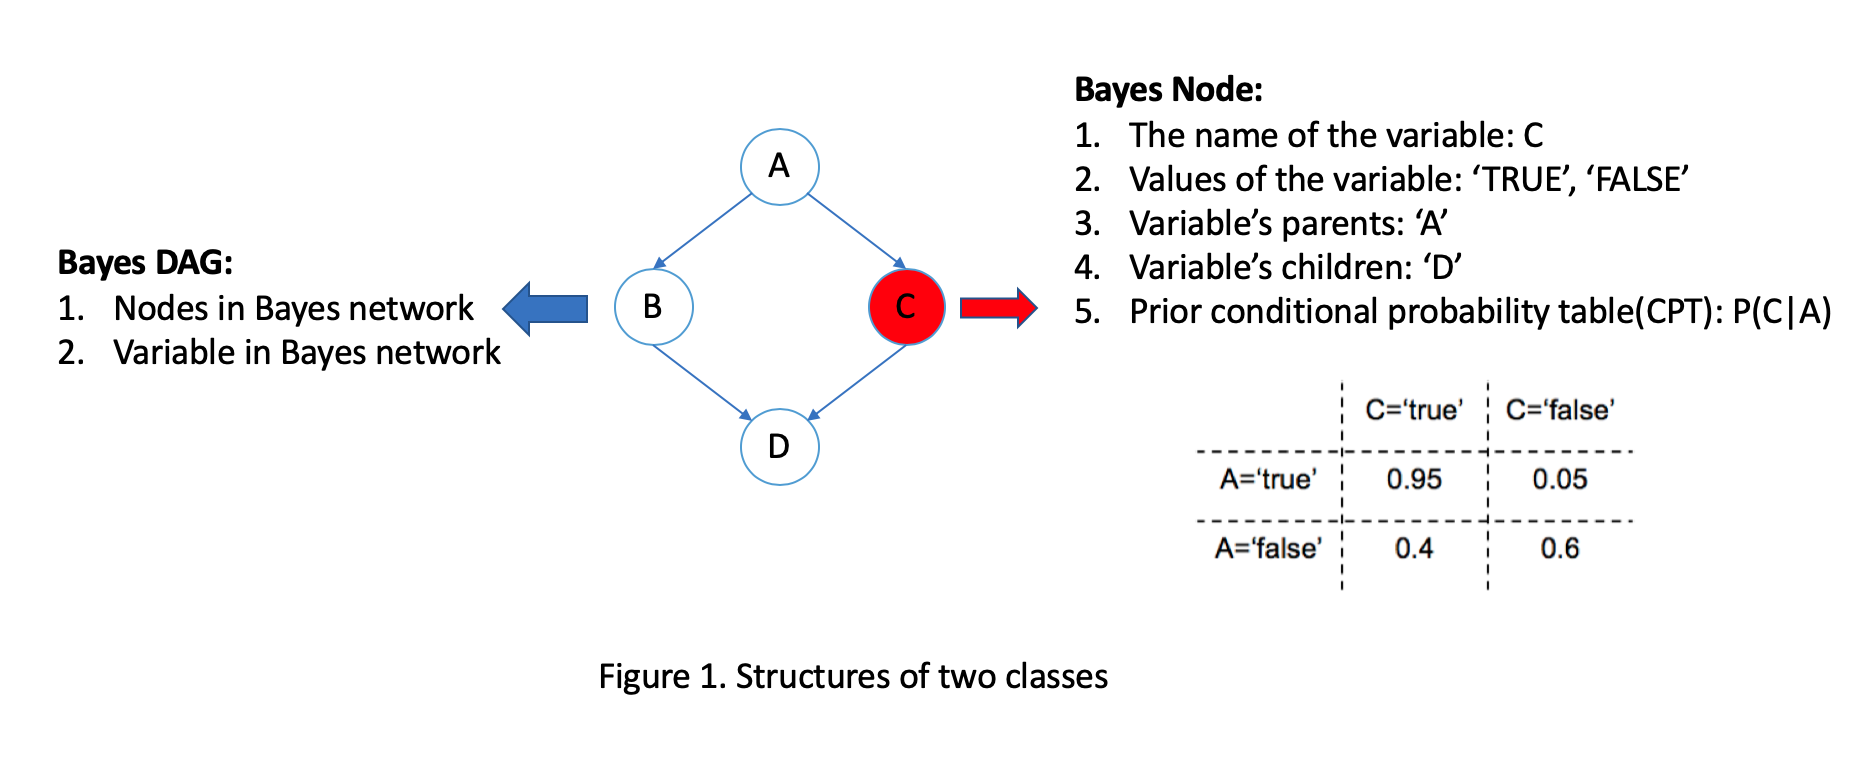 Bayes DAG:
1. Nodes in Bayes network
2. Variable in Bayes network
A
B
C
D
Bayes Node:
1. The name of the variable: C
2. Values of the variable: ‘TRUE’, ‘FALSE’
3. Variable’s parents: ‘A’
4. Variable’s children: ‘D’
5. Prior conditional probability table(CPT): P(C|A)
C=‘true’ C=‘false’
A=‘true’ 0.95 0.05
A=‘false’ 0.4 0.6
Figure 1. Structures of two classes